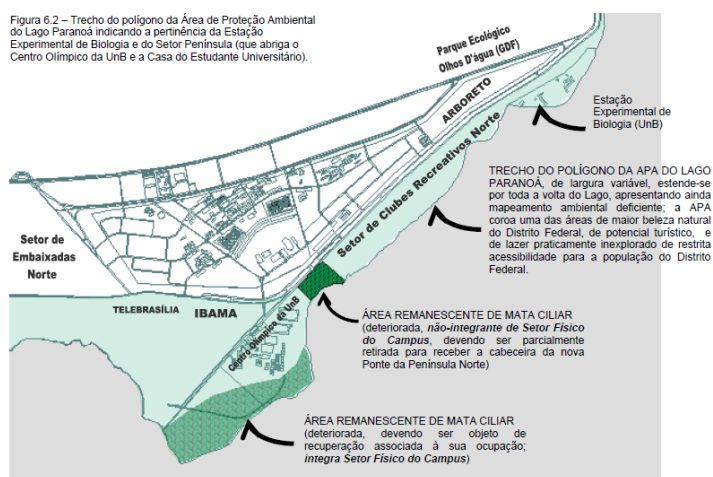 Figura 6.2 – Trecho do polígono da Área de Proteção Ambiental
do Lago Paranoá indicando a pertinência da Estação
Experimental de Biologia e do Setor Península (que abriga o
Centro Olímpico da UnB e a Casa do Estudante Universitário).
Parque Ecológico
Olhos D'água (GDF)
ARBORETO
Estação
Experimental de
Biologia (UnB)
Setor de Clubes Recreativos Norte
TRECHO DO POLÍGONO DA APA DO LAGO
PARANOÁ, de largura variável, estende-se
por toda a volta do Lago, apresentando ainda
mapeamento ambiental deficiente; a APA
coroa uma das áreas de maior beleza natural
do Distrito Federal, de potencial turístico, e
de lazer praticamente inexplorado de restrita
acessibilidade para a população do Distrito
Federal.
Setor de
Embaixadas
Norte
TELEBRASÍLIA
IBAMA
Centro Olímpico da UnB
ÁREA REMANESCENTE DE MATA CILIAR
(deteriorada, não-integrante de Setor Físico
do Campus, devendo ser parcialmente
retirada para receber a cabeceira da nova
Ponte da Península Norte)
ÁREA REMANESCENTE DE MATA CILIAR
(deteriorada, devendo ser objeto de
recuperação associada à sua ocupação;
integra Setor Físico do Campus)